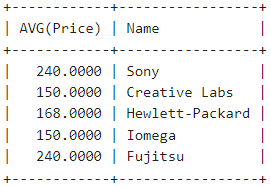 +------------+-----------------+
| AVG(Price) | Name            |
+------------+-----------------+
|   240.0000 | Sony            |
|   150.0000 | Creative Labs   |
|   168.0000 | Hewlett-Packard |
|   150.0000 | Iomega          |
|   240.0000 | Fujitsu         |
+------------+-----------------+